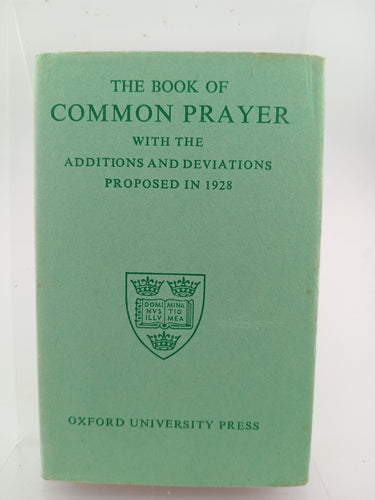 THE BOOK OF
COMMON PRAYER
WITH THE
ADDITIONS AND DEVIATIONS
PROPOSED IN 1928
DOMI MINA
NVS TIO
ILLV MEA
OXFORD UNIVERSITY PRESS